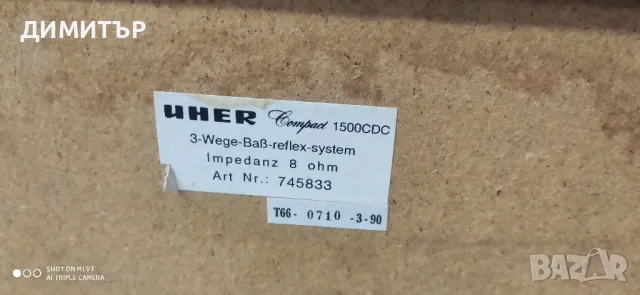 ДИМИТЪР
UHER Compact 1500CDC
3-Wege-Baß-reflex-system
Impedanz 8 ohm
Art Nr.: 745833
T66- 0710 -3-90
SHOT ON MI 9T
AI TRIPLE CAMERA
BAZAR